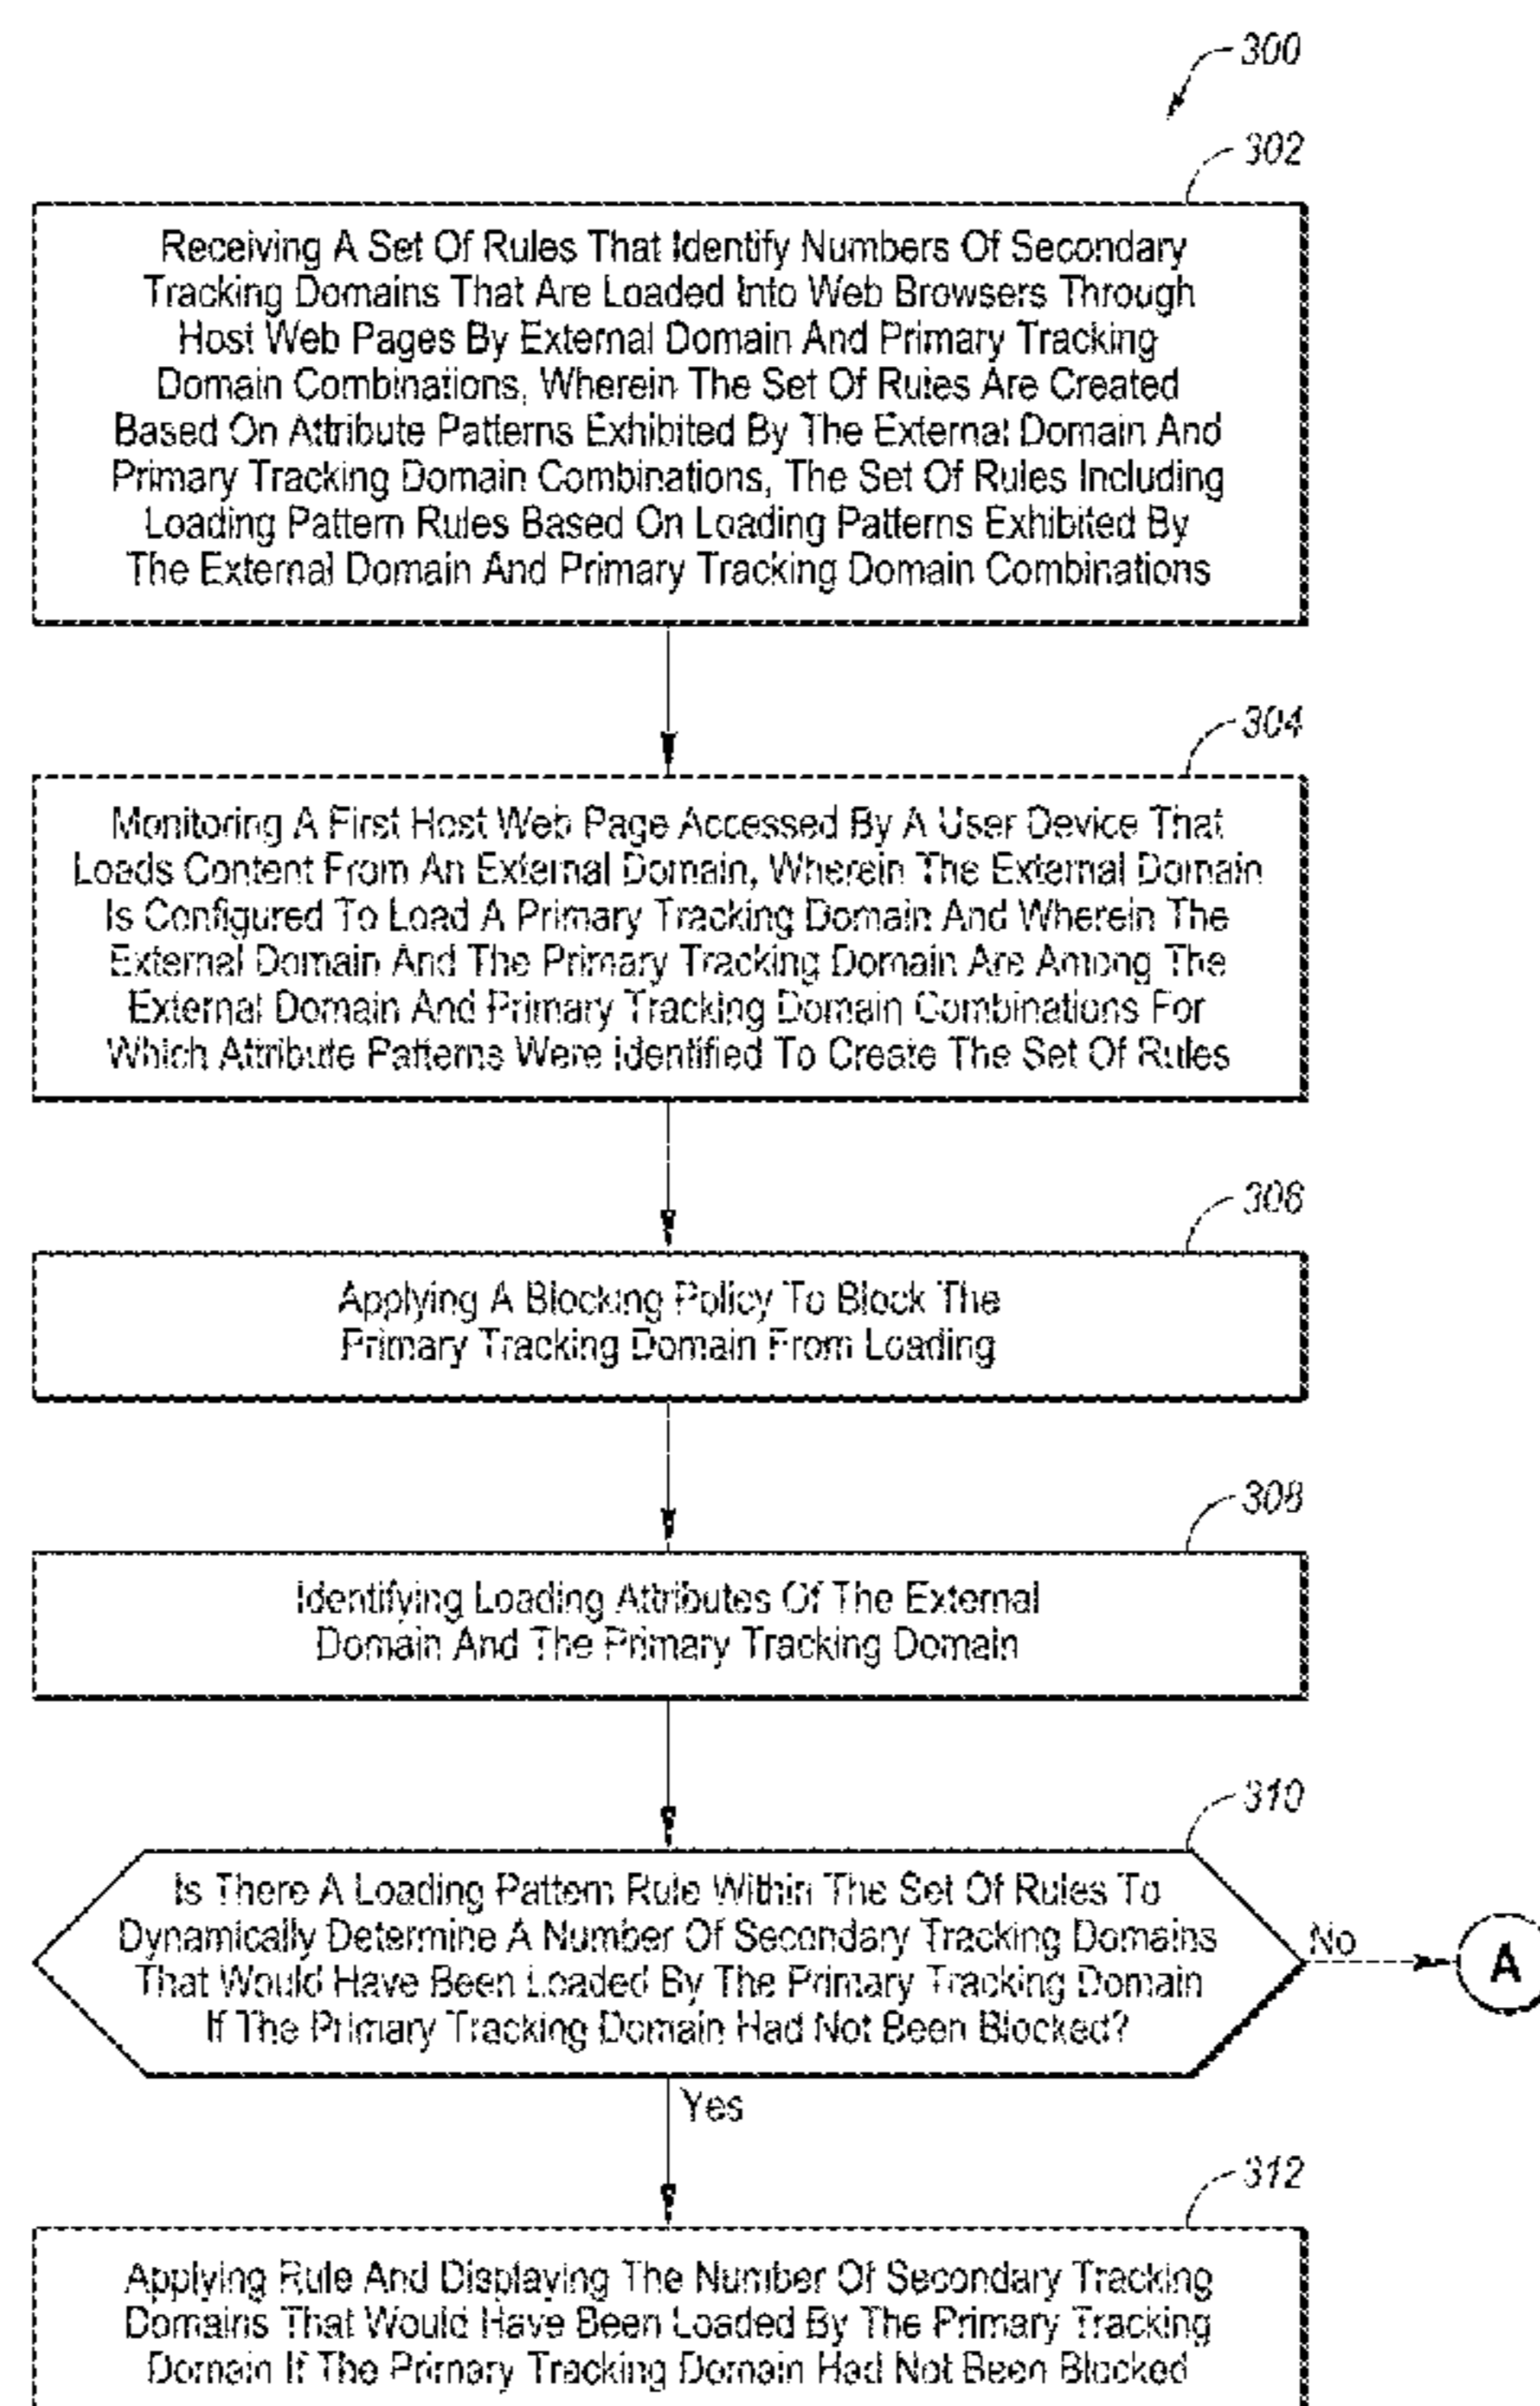 300
302
Receiving A Set Of Rules That Identify Numbers Of Secondary
Tracking Domains That Are Loaded Into Web Browsers Through
Host Web Pages By External Domain And Primary Tracking
Domain Combinations, Wherein The Set Of Rules Are Created
Based On Attribute Patterns Exhibited By The External Domain And
Primary Tracking Domain Combinations, The Set Of Rules Including
Loading Pattern Rules Based On Loading Patterns Exhibited By
The External Domain And Primary Tracking Domain Combinations
304
Monitoring A First Host Web Page Accessed By A User Device That
Loads Content From An External Domain, Wherein The External Domain
Is Configured To Load A Primary Tracking Domain And Wherein The
External Domain And The Primary Tracking Domain Are Among The
External Domain And Primary Tracking Domain Combinations For
Which Attribute Patterns Were Identified To Create The Set Of Rules
306
Applying A Blocking Policy To Block The
Primary Tracking Domain From Loading
308
Identifying Loading Attributes Of The External
Domain And The Primary Tracking Domain
310
Is There A Loading Pattern Rule Within The Set Of Rules To
Dynamically Determine A Number Of Secondary Tracking Domains
That Would Have Been Loaded By The Primary Tracking Domain
If The Primary Tracking Domain Had Not Been Blocked?
No
A
Yes
312
Applying Rule And Displaying The Number Of Secondary Tracking
Domains That Would Have Been Loaded By The Primary Tracking
Domain If The Primary Tracking Domain Had Not Been Blocked